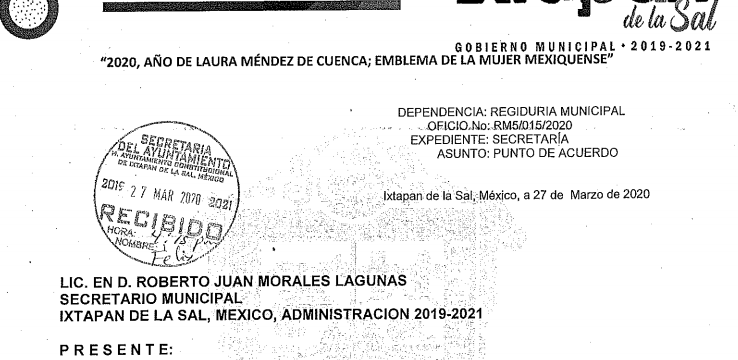 de la Sal
GOBIERNO MUNICIPAL • 2019-2021
“2020, AÑO DE LAURA MÉNDEZ DE CUENCA; EMBLEMA DE LA MUJER MEXIQUENSE”
DEPENDENCIA: REGIDURIA MUNICIPAL
OFICIO.No: RM5/015/2020
EXPEDIENTE: SECRETARÍA
ASUNTO: PUNTO DE ACUERDO
SECRETARIA
DEL AYUNTAMIENTO
H. AYUNTAMIENTO CONSTITUCIONAL
DE IXTAPAN DE LA SAL, MÉXICO
2019 27 MAR 2020 2021
RECIBIDO
HORA:
NOMBRE: Felix
Ixtapan de la Sal, México, a 27 de Marzo de 2020
LIC. EN D. ROBERTO JUAN MORALES LAGUNAS
SECRETARIO MUNICIPAL
IXTAPAN DE LA SAL, MEXICO, ADMINISTRACION 2019-2021
P R E S E N T E: